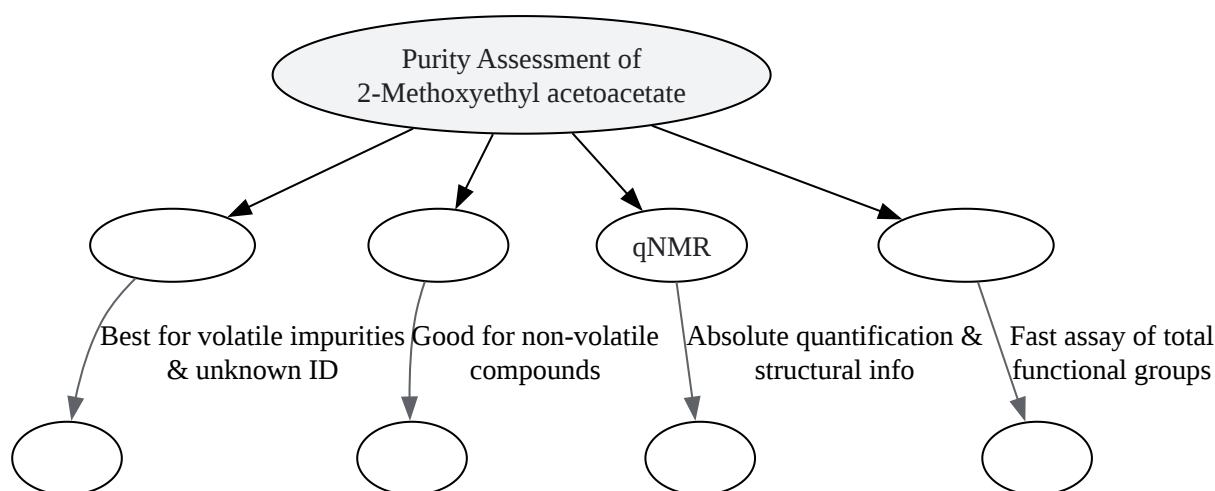 Purity Assessment of
2-Methoxyethyl acetoacetate
qNMR
Best for volatile impurities
& unknown ID
Good for non-volatile
compounds
Absolute quantification &
structural info
Fast assay of total
functional groups